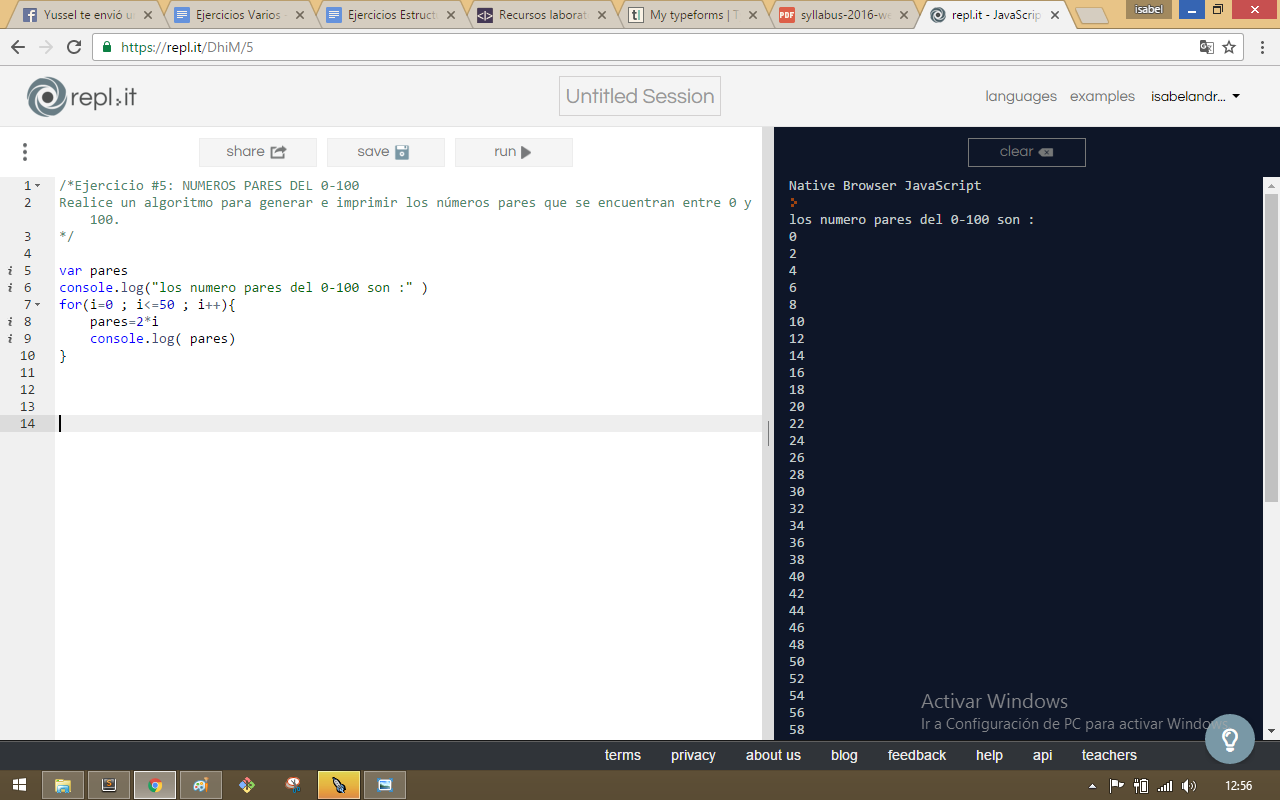 Yussel te envió u
Ejercicios Varios -
Ejercicios Estruct
Recursos laborat
My typeforms | T
syllabus-2016-we
repl.it - JavaScrip
isabel
https://repl.it/DhiM/5
repl.it
Untitled Session
languages
examples
isabelandr...
share
save
run
clear
1 /*Ejercicio #5: NUMEROS PARES DEL 0-100
2 Realice un algoritmo para generar e imprimir los números pares que se encuentran entre 0 y
100.
3 */
4
5 var pares
6 console.log("los numero pares del 0-100 son :" )
7 for(i=0 ; i<=50 ; i++){
8 pares=2*i
9 console.log( pares)
10 }
11
12
13
14
Native Browser JavaScript
los numero pares del 0-100 son :
0
2
4
6
8
10
12
14
16
18
20
22
24
26
28
30
32
34
36
38
40
42
44
46
48
50
52
54
56
58
Activar Windows
Ir a Configuración de PC para activar Windows.
terms
privacy
about us
blog
feedback
help
api
teachers
12:56